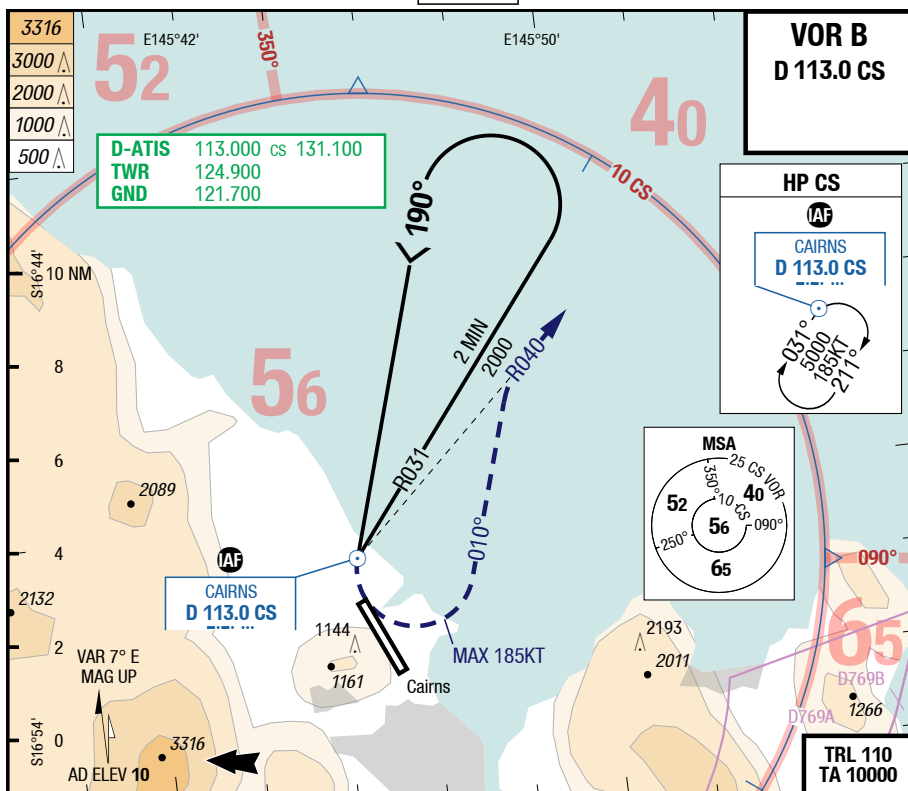 3316
3000
2000
1000
500
E145°42'
E145°50'
52
350°
40
VOR B
D 113.0 CS
D-ATIS 113.000 CS 131.100
TWR 124.900
GND 121.700
10 CS
190°
HP CS
IAF
CAIRNS
D 113.0 CS
031°
5000
185KT
211°
S16°44'
10 NM
8
6
4
2
0
56
2 MIN
2000
R040
R031
010°
MSA
25 CS VOR
350°
10 CS
52
40
56
090°
250°
65
2089
IAF
CAIRNS
D 113.0 CS
090°
2132
1144
1161
Cairns
MAX 185KT
2193
2011
65
D769B
D769A
1266
VAR 7° E
MAG UP
S16°54'
3316
AD ELEV 10
TRL 110
TA 10000